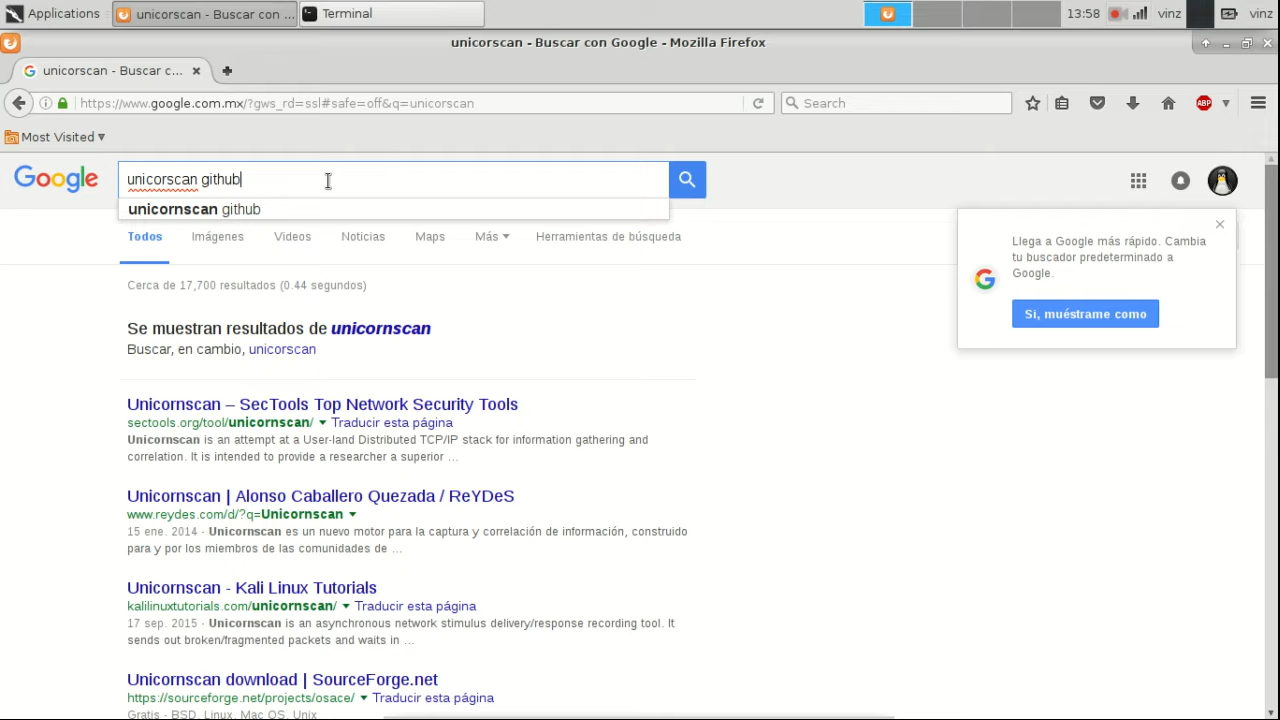 Applications
unicorscan - Buscar con ...
Terminal
13:58
vinz
vinz
unicorscan - Buscar con Google - Mozilla Firefox
unicorscan - Buscar c...
https://www.google.com.mx/?gws_rd=ssl#safe=off&q=unicorscan
Search
ABP
Most Visited
Google
unicorscan github
unicornscan github
Todos
Imágenes
Videos
Noticias
Maps
Más
Herramientas de búsqueda
Llega a Google más rápido. Cambia
tu buscador predeterminado a
Google.
Si, muéstrame como
Cerca de 17,700 resultados (0.44 segundos)
Se muestran resultados de unicornscan
Buscar, en cambio, unicorscan
Unicornscan – SecTools Top Network Security Tools
sectools.org/tool/unicornscan/ Traducir esta página
Unicornscan is an attempt at a User-land Distributed TCP/IP stack for information gathering and
correlation. It is intended to provide a researcher a superior ...
Unicornscan | Alonso Caballero Quezada / ReYDeS
www.reydes.com/d/?q=Unicornscan
15 ene. 2014 - Unicornscan es un nuevo motor para la captura y correlación de información, construido
para y por los miembros de las comunidades de ...
Unicornscan - Kali Linux Tutorials
kalilinuxtutorials.com/unicornscan/ Traducir esta página
17 sep. 2015 - Unicornscan is an asynchronous network stimulus delivery/response recording tool. It
sends out broken/fragmented packets and waits in ...
Unicornscan download | SourceForge.net
https://sourceforge.net/projects/osace/ Traducir esta página
Gratis - BSD, Linux, Mac OS, Unix